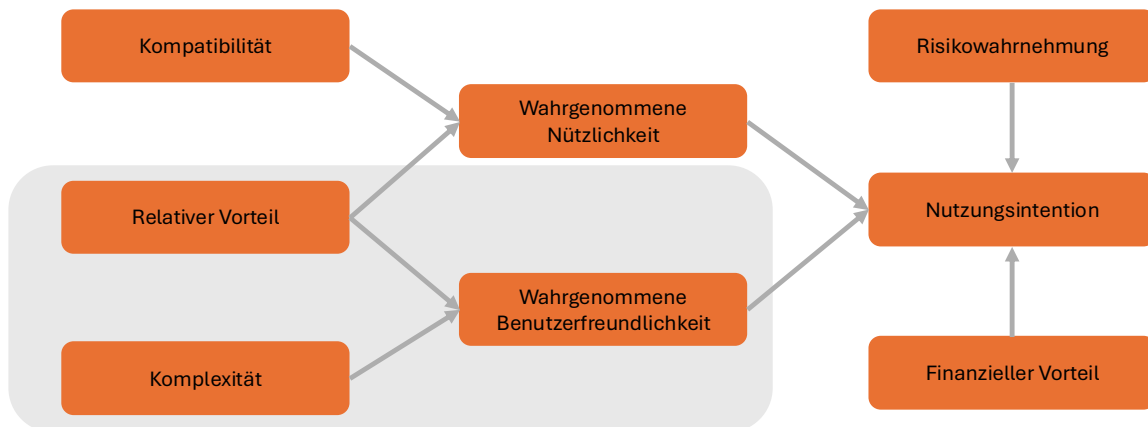 Kompatibilität
Risikowahrnehmung
Wahrgenommene
Nützlichkeit
Relativer Vorteil
Nutzungsintention
Wahrgenommene
Benutzerfreundlichkeit
Komplexität
Finanzieller Vorteil